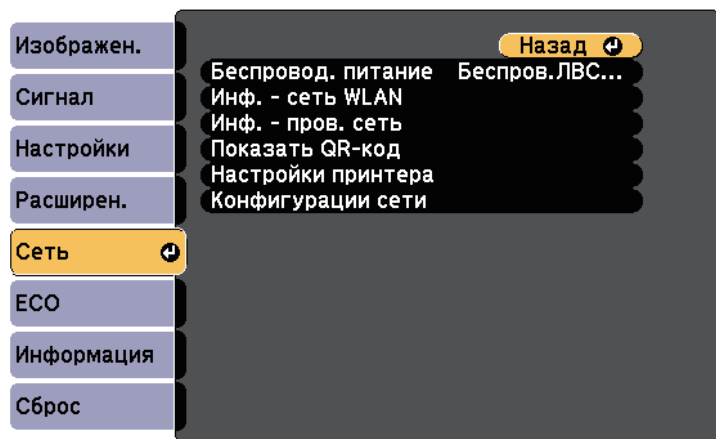 Изображен.
Сигнал
Настройки
Расширен.
Сеть
ECO
Информация
Сброс
Назад
Беспровод. питание Беспров.ЛВС...
Инф. - сеть WLAN
Инф. - пров. сеть
Показать QR-код
Настройки принтера
Конфигурации сети